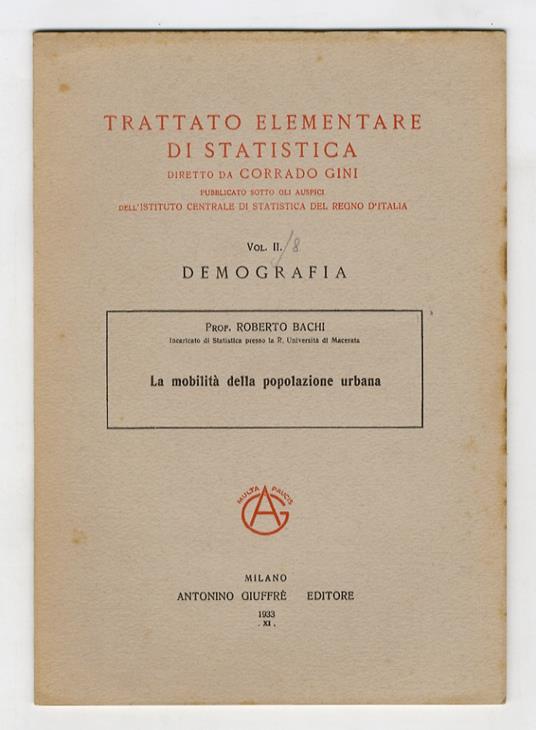 TRATTATO ELEMENTARE
DI STATISTICA
DIRETTO DA CORRADO GINI
PUBBLICATO SOTTO GLI AUSPICI
DELL'ISTITUTO CENTRALE DI STATISTICA DEL REGNO D'ITALIA
VOL. II. /8
DEMOGRAFIA
PROF. ROBERTO BACHI
Incaricato di Statistica presso la R. Università di Macerata
La mobilità della popolazione urbana
MULTA PAUCIS
AG
MILANO
ANTONINO GIUFFRÈ EDITORE
1933
. XI .